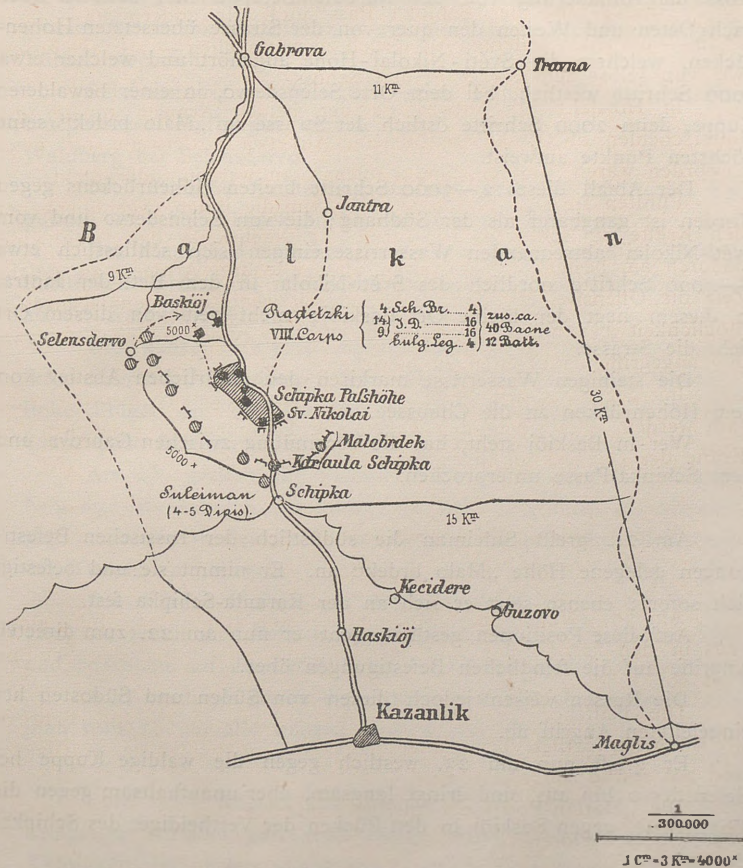 Gabrova
Travna
11 Km
Jantra
B a l k a n
9 Km
Baskiöj
5000 x
Selensdervo
Radetzki
VIII. Corps
4. Sch. Br. 4
14) J. D. 16
9) 16
Bulg. Leg. 4
zus. ca.
40 Baone
12 Batt.
Schipka Passhöhe
Sv. Nikolai
Malobrdek
Karaula Schipka
5000 x
Suleiman
(4-5 Divis).
Schipka
15 Km
30 Km
Kecidere
Guzovo
Haskiöj
Kazanlik
Maglis
1
300.000
1 Cm = 3 Km = 4000x